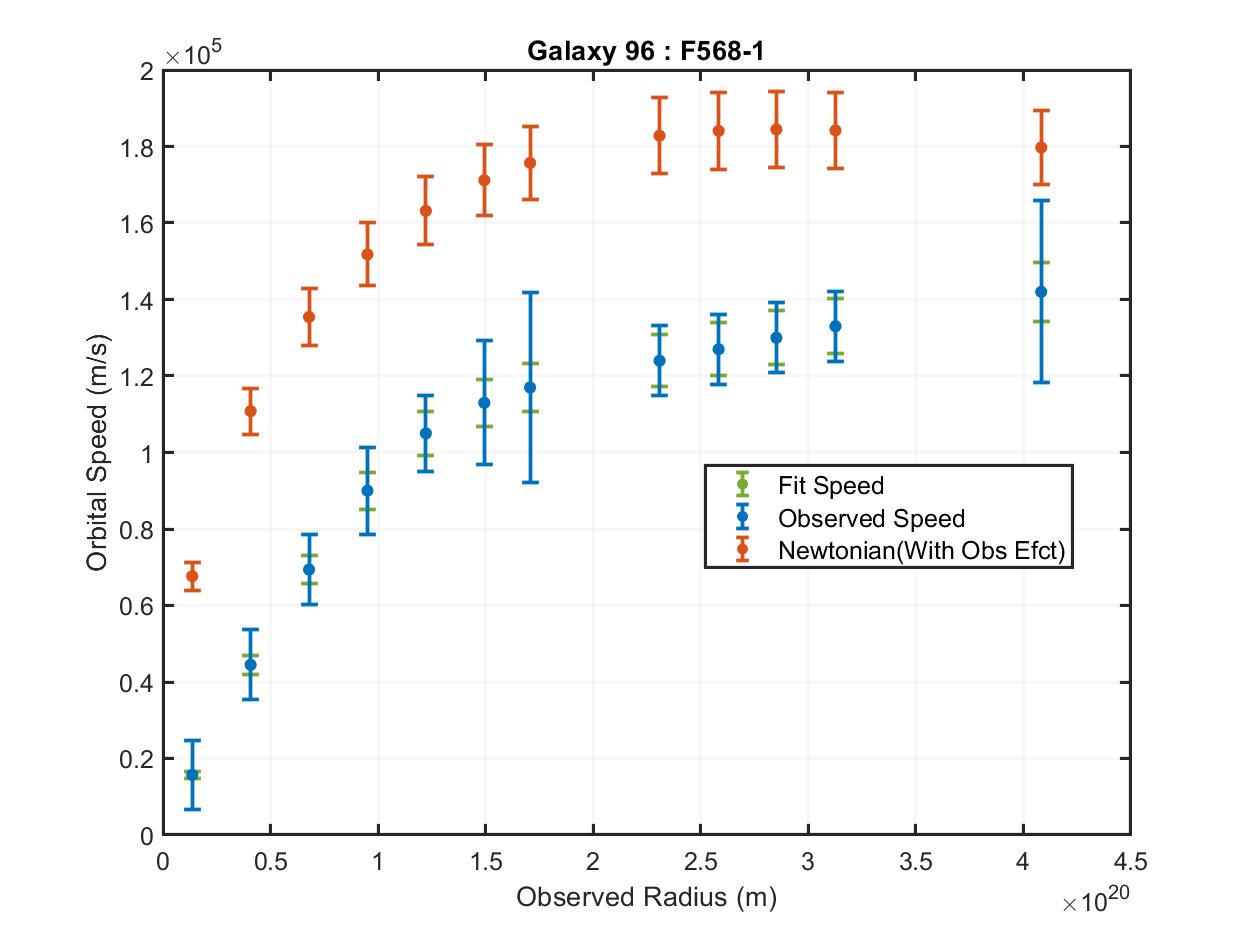 Galaxy 96 : F568-1
×10^5
2
1.8
1.6
1.4
1.2
1
0.8
0.6
0.4
0.2
0
Orbital Speed (m/s)
Fit Speed
Observed Speed
Newtonian(With Obs Efct)
0 0.5 1 1.5 2 2.5 3 3.5 4 4.5
Observed Radius (m)
×10^20